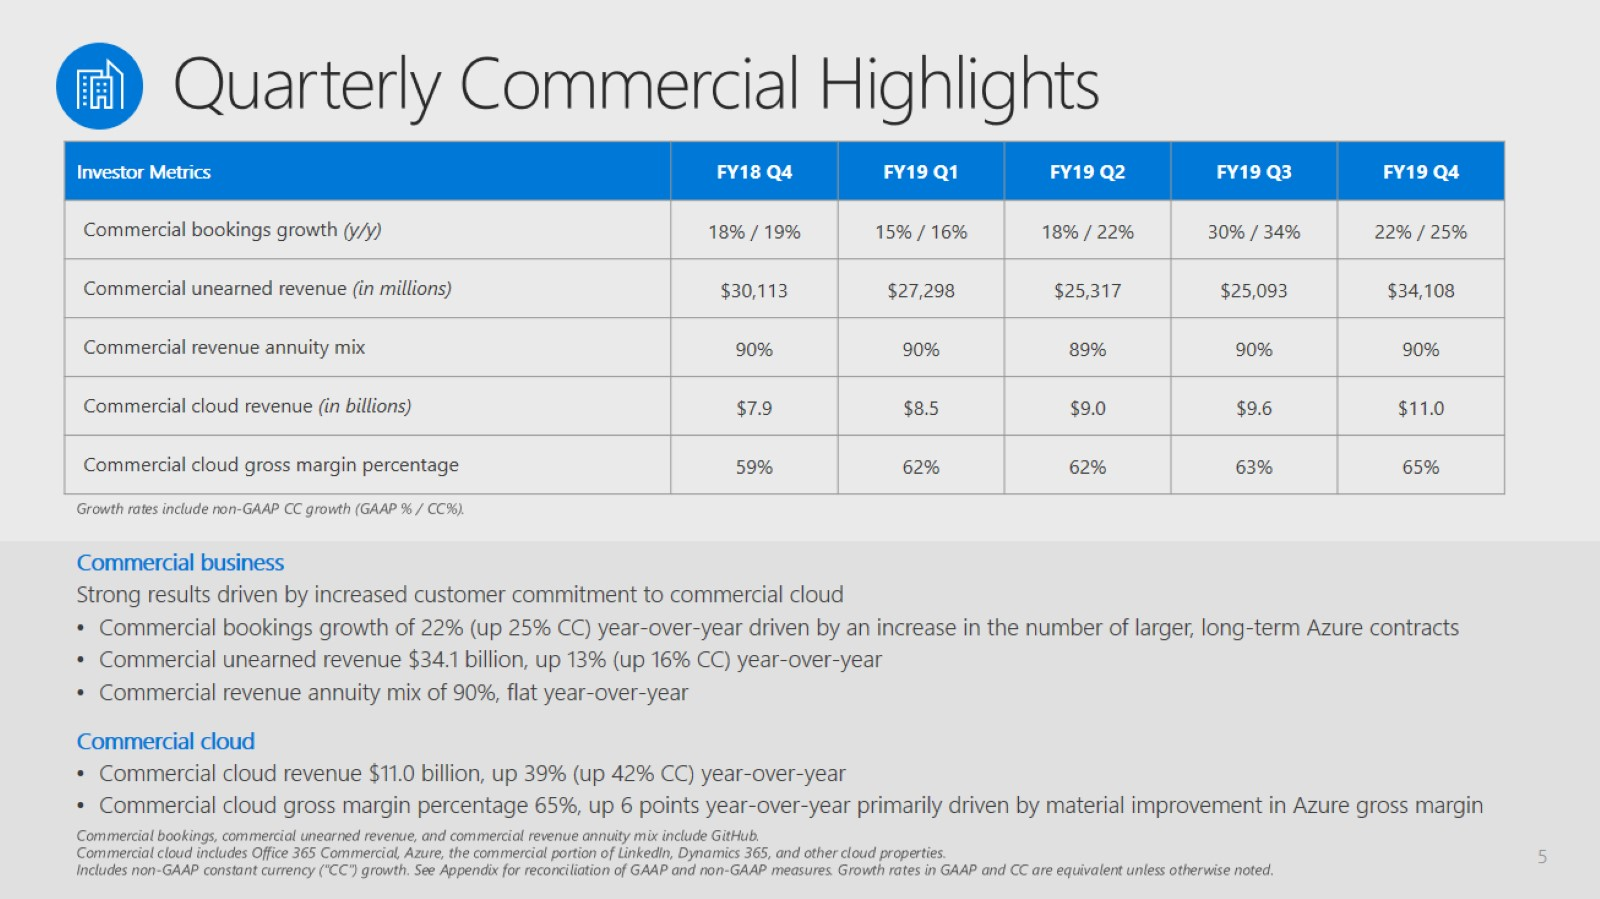 Quarterly Commercial Highlights
Investor Metrics FY18 Q4 FY19 Q1 FY19 Q2 FY19 Q3 FY19 Q4
Commercial bookings growth (y/y) 18% / 19% 15% / 16% 18% / 22% 30% / 34% 22% / 25%
Commercial unearned revenue (in millions) $30,113 $27,298 $25,317 $25,093 $34,108
Commercial revenue annuity mix 90% 90% 89% 90% 90%
Commercial cloud revenue (in billions) $7.9 $8.5 $9.0 $9.6 $11.0
Commercial cloud gross margin percentage 59% 62% 62% 63% 65%
Growth rates include non-GAAP CC growth (GAAP % / CC%).
Commercial business
Strong results driven by increased customer commitment to commercial cloud
• Commercial bookings growth of 22% (up 25% CC) year-over-year driven by an increase in the number of larger, long-term Azure contracts
• Commercial unearned revenue $34.1 billion, up 13% (up 16% CC) year-over-year
• Commercial revenue annuity mix of 90%, flat year-over-year
Commercial cloud
• Commercial cloud revenue $11.0 billion, up 39% (up 42% CC) year-over-year
• Commercial cloud gross margin percentage 65%, up 6 points year-over-year primarily driven by material improvement in Azure gross margin
Commercial bookings, commercial unearned revenue, and commercial revenue annuity mix include GitHub.
Commercial cloud includes Office 365 Commercial, Azure, the commercial portion of LinkedIn, Dynamics 365, and other cloud properties.
Includes non-GAAP constant currency ("CC") growth. See Appendix for reconciliation of GAAP and non-GAAP measures. Growth rates in GAAP and CC are equivalent unless otherwise noted.
5